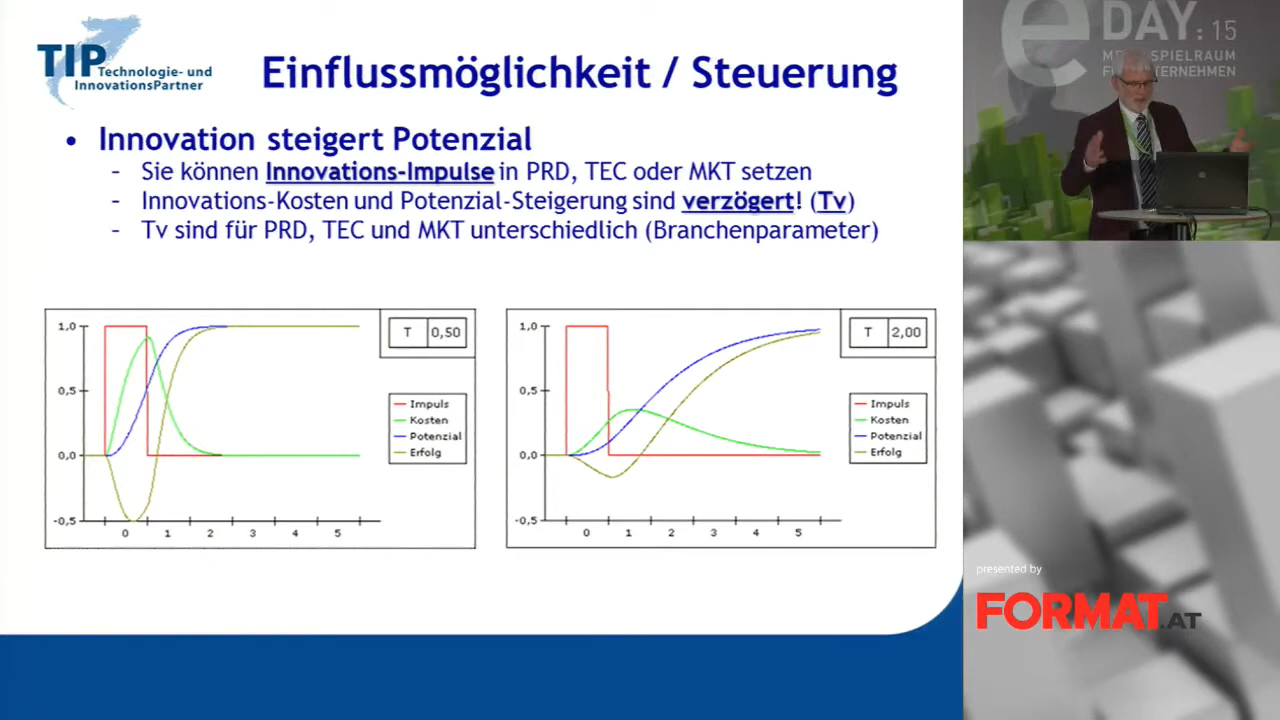 TIP Technologie- und
InnovationsPartner
Einflussmöglichkeit / Steuerung
• Innovation steigert Potenzial
– Sie können Innovations-Impulse in PRD, TEC oder MKT setzen
– Innovations-Kosten und Potenzial-Steigerung sind verzögert! (Tv)
– Tv sind für PRD, TEC und MKT unterschiedlich (Branchenparameter)
T 0,50
1,0
0,5
0,0
-0,5
0 1 2 3 4 5
Impuls
Kosten
Potenzial
Erfolg
T 2,00
1,0
0,5
0,0
-0,5
0 1 2 3 4 5
Impuls
Kosten
Potenzial
Erfolg
e DAY:15
SPIELRAUM
presented by
FORMAT.AT